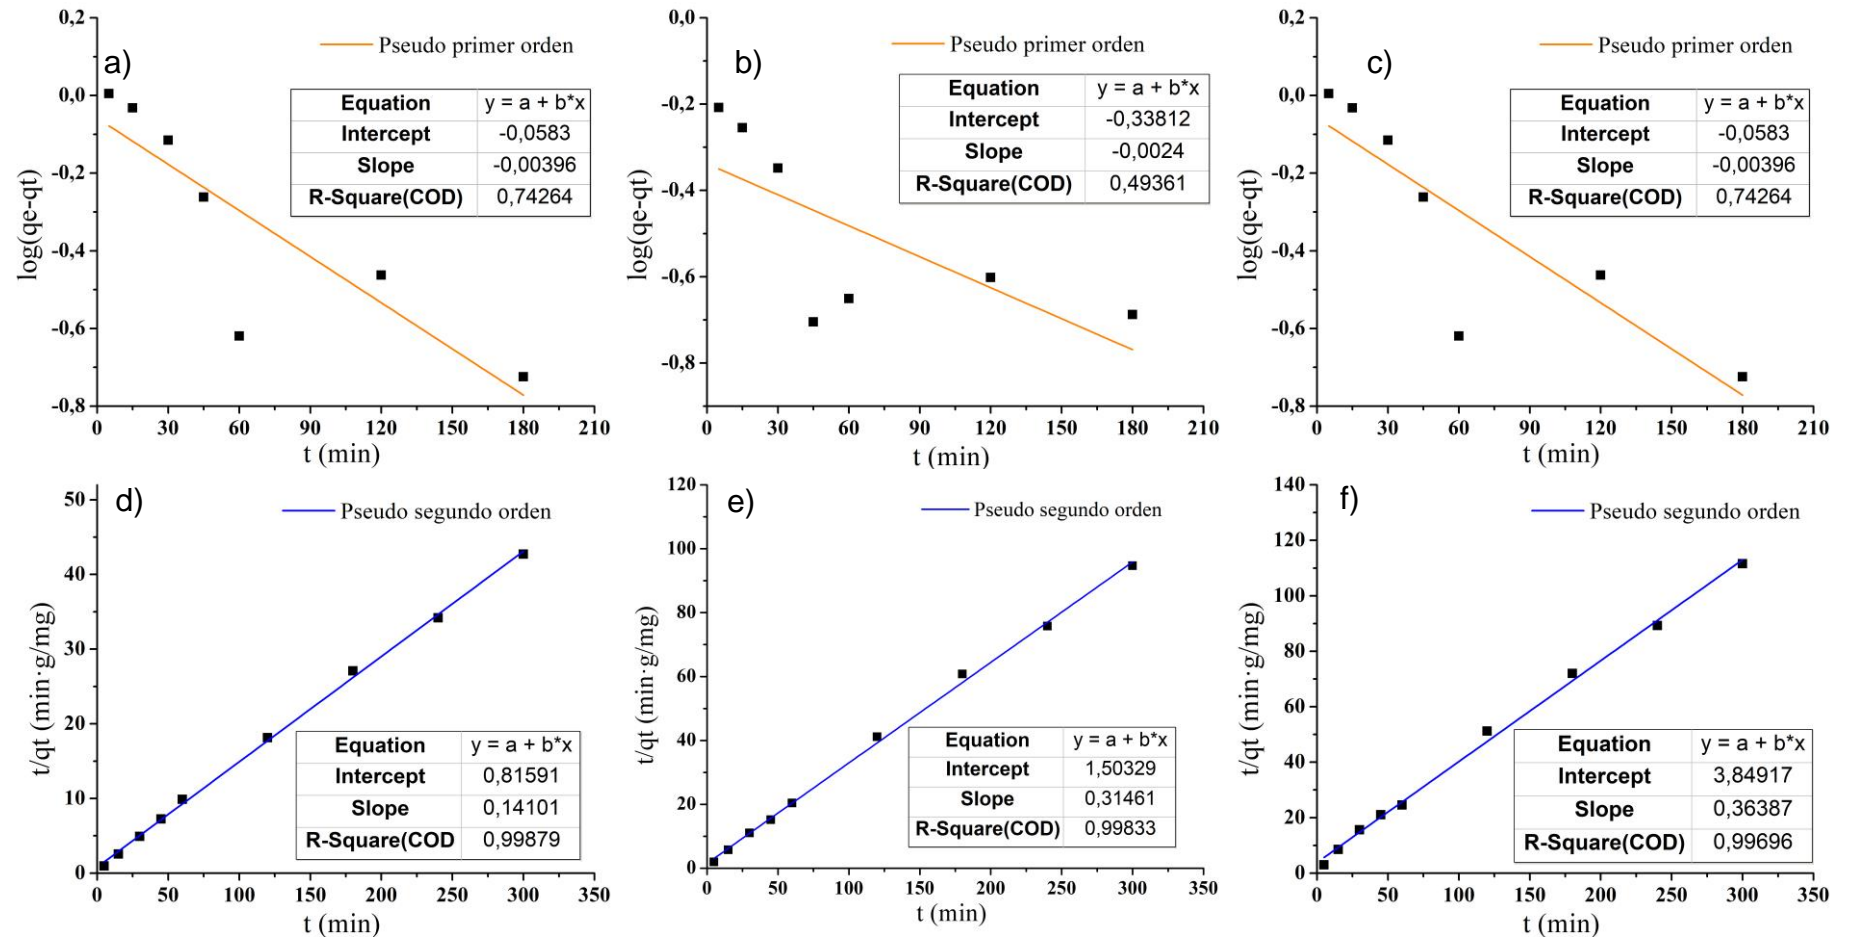 a)
Pseudo primer orden
Equation y = a + b*x
Intercept -0,0583
Slope -0,00396
R-Square(COD) 0,74264
log(qe-qt)
0,2
0,0
-0,2
-0,4
-0,6
-0,8
0 30 60 90 120 150 180 210
t (min)
b)
Pseudo primer orden
Equation y = a + b*x
Intercept -0,33812
Slope -0,0024
R-Square(COD) 0,49361
log(qe-qt)
0,0
-0,2
-0,4
-0,6
-0,8
0 30 60 90 120 150 180 210
t (min)
c)
Pseudo primer orden
Equation y = a + b*x
Intercept -0,0583
Slope -0,00396
R-Square(COD) 0,74264
log(qe-qt)
0,2
0,0
-0,2
-0,4
-0,6
-0,8
0 30 60 90 120 150 180 210
t (min)
d)
Pseudo segundo orden
Equation y = a + b*x
Intercept 0,81591
Slope 0,14101
R-Square(COD 0,99879
t/qt (min·g/mg)
50
40
30
20
10
0
0 50 100 150 200 250 300 350
t (min)
e)
Pseudo segundo orden
Equation y = a + b*x
Intercept 1,50329
Slope 0,31461
R-Square(COD) 0,99833
t/qt (min·g/mg)
120
100
80
60
40
20
0
0 50 100 150 200 250 300 350
t (min)
f)
Pseudo segundo orden
Equation y = a + b*x
Intercept 3,84917
Slope 0,36387
R-Square(COD) 0,99696
t/qt (min·g/mg)
140
120
100
80
60
40
20
0
0 50 100 150 200 250 300 350
t (min)